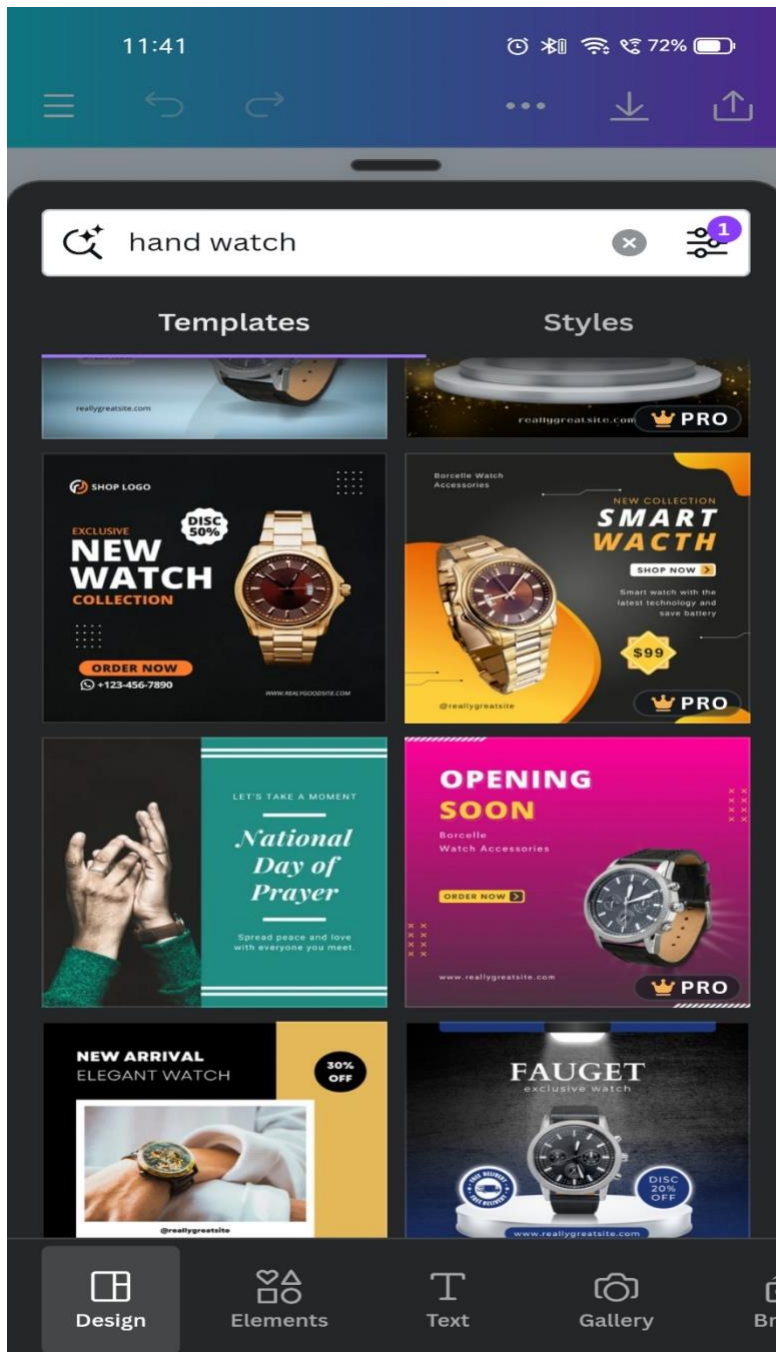 11:41
72%
hand watch
1
Templates
Styles
reallygreatsite.com
reallygreatsite.com
PRO
SHOP LOGO
EXCLUSIVE
NEW
WATCH
COLLECTION
DISC
50%
ORDER NOW
+123-456-7890
WWW.REALYGOODSITE.COM
Borcelle Watch
Accessories
NEW COLLECTION
SMART
WACTH
SHOP NOW >
Smart watch with the
latest technology and
save battery
$99
@reallygreatsite
PRO
LET'S TAKE A MOMENT
National
Day of
Prayer
Spread peace and love
with everyone you meet.
OPENING
SOON
Borcelle
Watch Accessories
ORDER NOW >
www.reallygreatsite.com
PRO
NEW ARRIVAL
ELEGANT WATCH
30%
OFF
@reallygreatsite
FAUGET
exclusive watch
FREE DELIVERY
FREE DELIVERY
DISC
20%
OFF
www.reallygreatsite.com
Design
Elements
Text
Gallery
Br